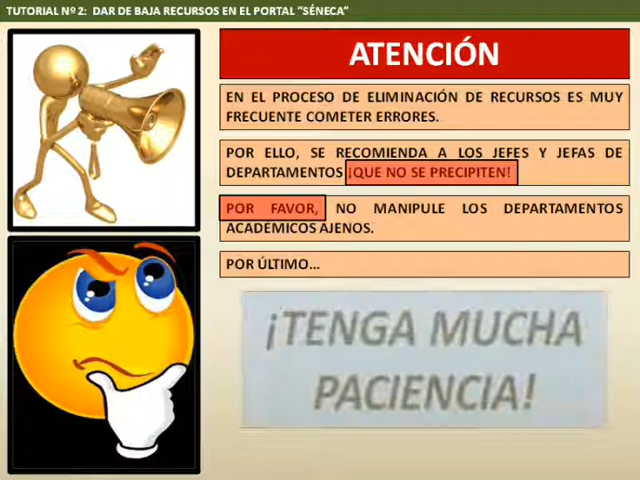 TUTORIAL Nº 2: DAR DE BAJA RECURSOS EN EL PORTAL "SÉNECA"
ATENCIÓN
EN EL PROCESO DE ELIMINACIÓN DE RECURSOS ES MUY
FRECUENTE COMETER ERRORES.
POR ELLO, SE RECOMIENDA A LOS JEFES Y JEFAS DE
DEPARTAMENTOS ¡QUE NO SE PRECIPITEN!
POR FAVOR, NO MANIPULE LOS DEPARTAMENTOS
ACADÉMICOS AJENOS.
POR ÚLTIMO...
¡TENGA MUCHA
PACIENCIA!